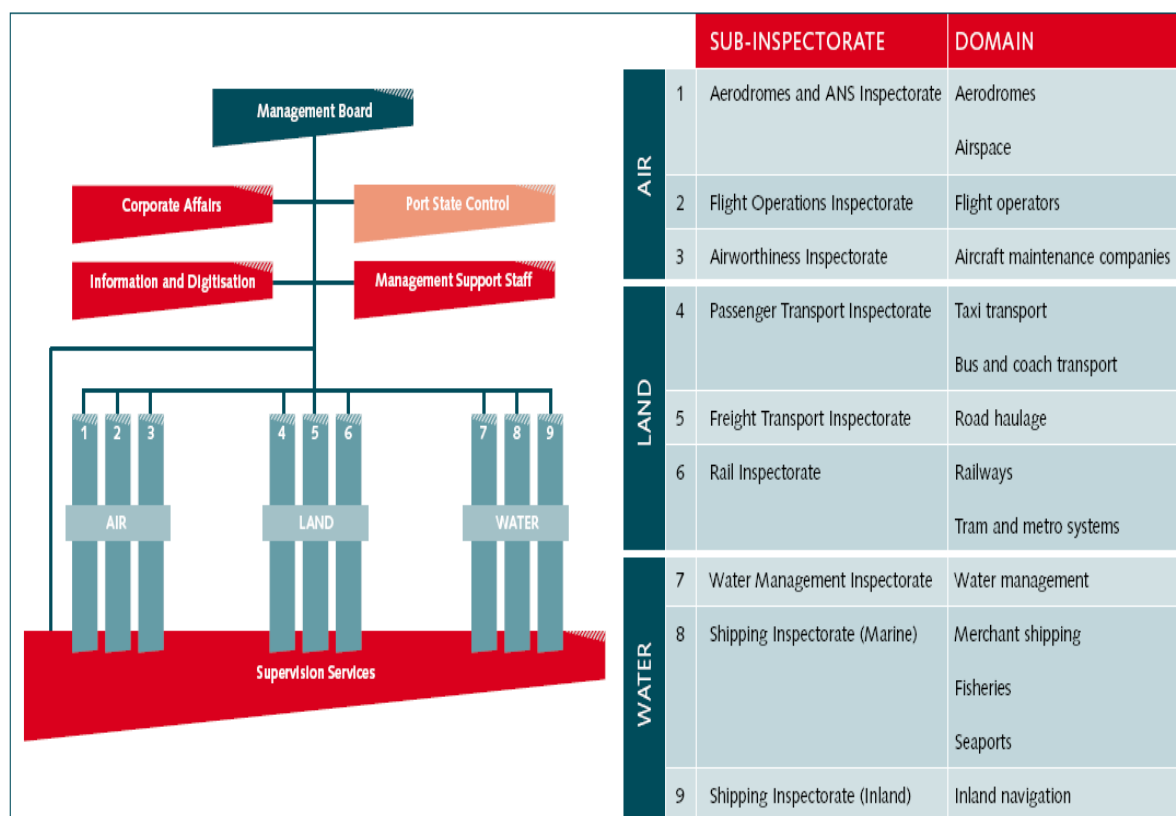 Management Board
Corporate Affairs
Port State Control
Information and Digitisation
Management Support Staff
1 2 3 4 5 6 7 8 9
AIR LAND WATER
Supervision Services
SUB-INSPECTORATE DOMAIN
AIR
1 Aerodromes and ANS Inspectorate Aerodromes
Airspace
2 Flight Operations Inspectorate Flight operators
3 Airworthiness Inspectorate Aircraft maintenance companies
LAND
4 Passenger Transport Inspectorate Taxi transport
Bus and coach transport
5 Freight Transport Inspectorate Road haulage
6 Rail Inspectorate Railways
Tram and metro systems
WATER
7 Water Management Inspectorate Water management
8 Shipping Inspectorate (Marine) Merchant shipping
Fisheries
Seaports
9 Shipping Inspectorate (Inland) Inland navigation